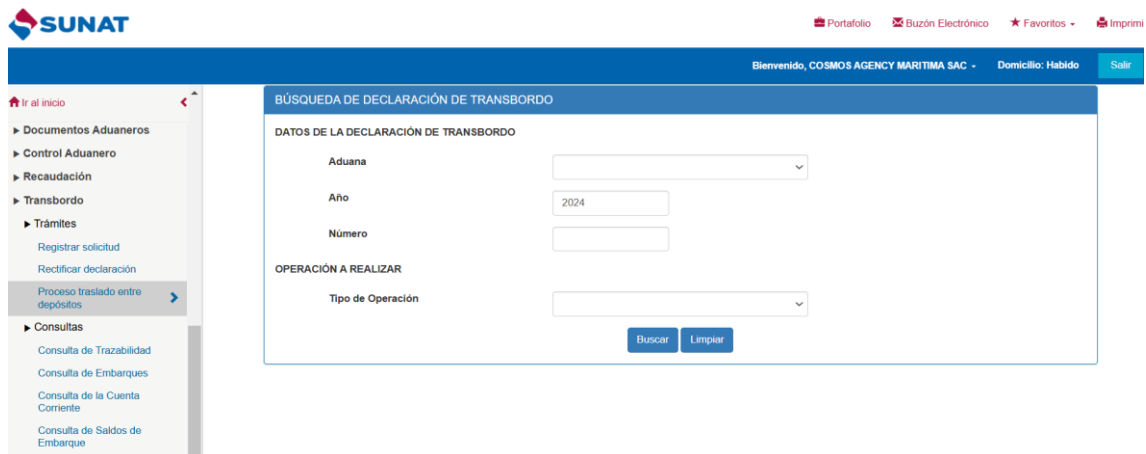 SUNAT
Portafolio Buzón Electrónico Favoritos Imprimi
Bienvenido, COSMOS AGENCY MARITIMA SAC Domicilio: Habido Salir
Ir al inicio
Documentos Aduaneros
Control Aduanero
Recaudación
Transbordo
Trámites
Registrar solicitud
Rectificar declaración
Proceso traslado entre
depósitos
Consultas
Consulta de Trazabilidad
Consulta de Embarques
Consulta de la Cuenta
Corriente
Consulta de Saldos de
Embarque
BÚSQUEDA DE DECLARACIÓN DE TRANSBORDO
DATOS DE LA DECLARACIÓN DE TRANSBORDO
Aduana
Año 2024
Número
OPERACIÓN A REALIZAR
Tipo de Operación
Buscar Limpiar